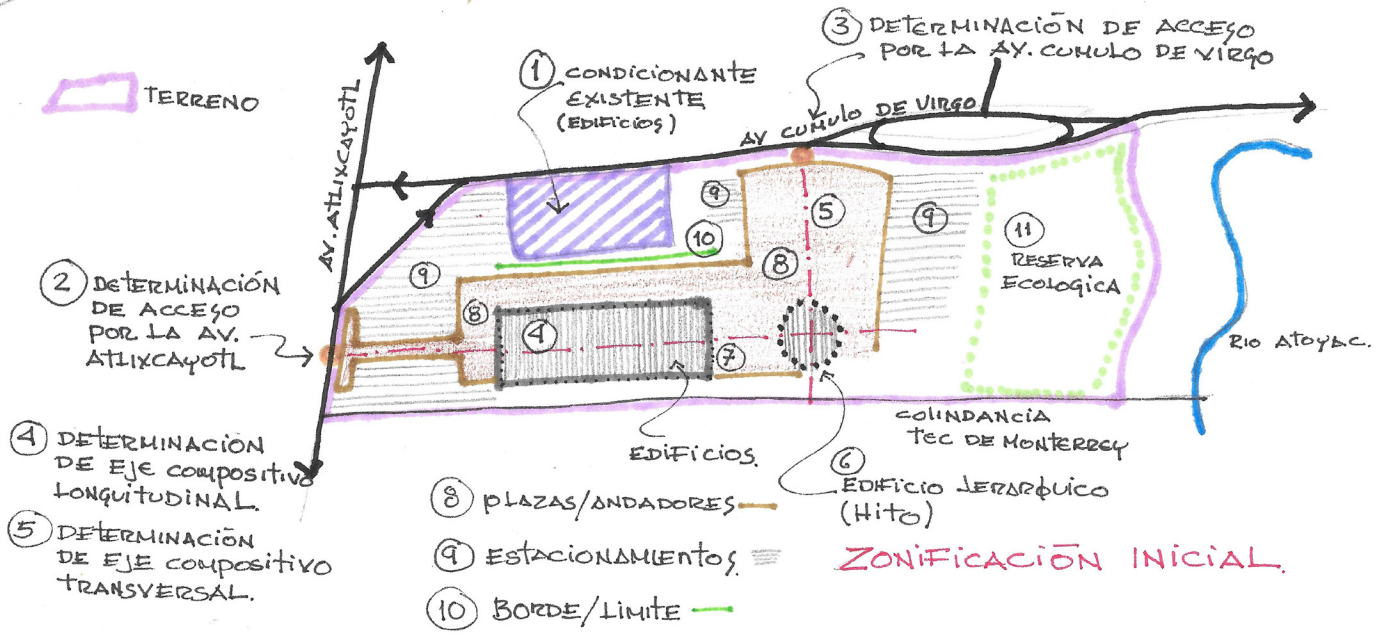 3 DETERMINACIÓN DE ACCESO
POR LA AV. CUMULO DE VIRGO
TERRENO
1 CONDICIONANTE
EXISTENTE
(EDIFICIOS)
AV CUMULO DE VIRGO
AV. ATLIXCAYOTL
9
5
9
10
11
RESERVA
ECOLOGICA
9
8
2 DETERMINACIÓN
DE ACCESO
POR LA AV.
ATLIXCAYOTL
8
4
7
RIO ATOYAC.
COLINDANCIA
TEC DE MONTERREY
4 DETERMINACIÓN
DE EJE COMPOSITIVO
LONGUITUDINAL.
EDIFICIOS.
6
EDIFICIO JERARQUICO
(HITO)
8 PLAZAS/ANDADORES
5 DETERMINACIÓN
DE EJE COMPOSITIVO
TRANSVERSAL.
9 ESTACIONAMIENTOS
ZONIFICACIÓN INICIAL.
10 BORDE/LIMITE